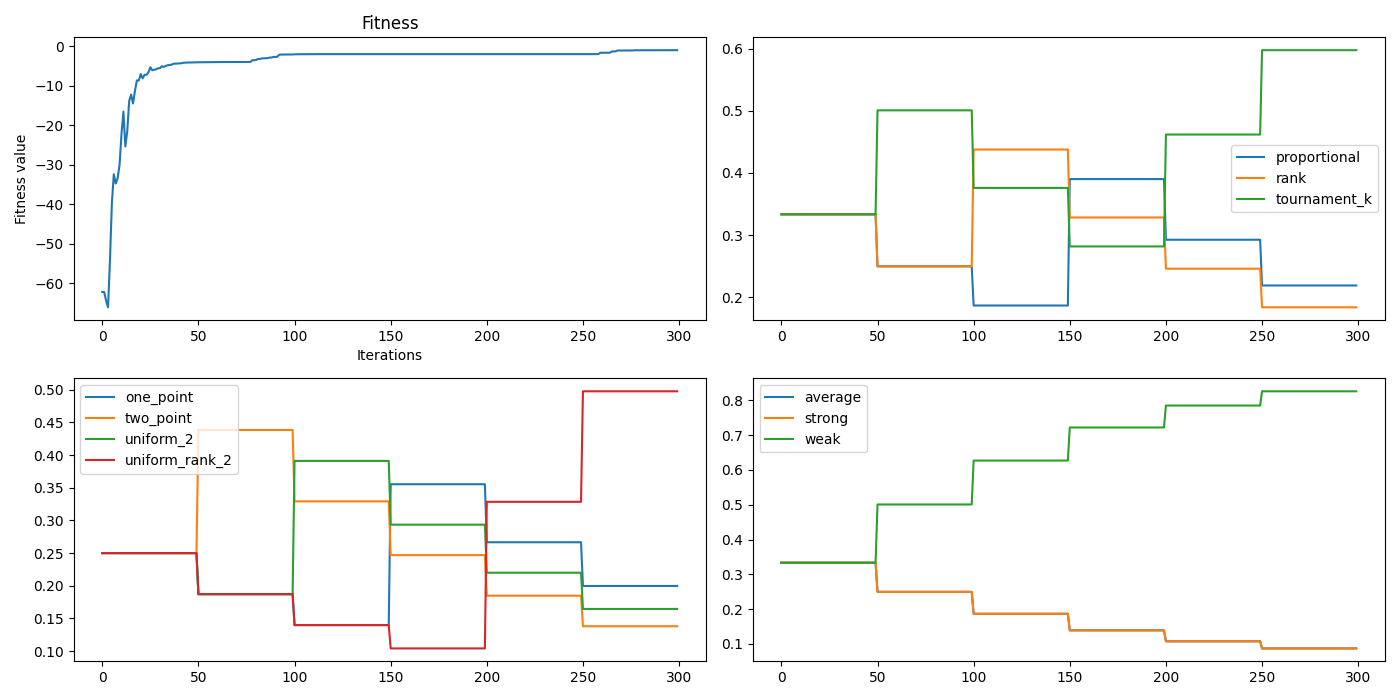 Fitness
0
−10
−20
−30
−40
−50
−60
Fitness value
0 50 100 150 200 250 300
Iterations
0.6
0.5
0.4
0.3
0.2
proportional
rank
tournament_k
0 50 100 150 200 250 300
0.50
0.45
0.40
0.35
0.30
0.25
0.20
0.15
0.10
one_point
two_point
uniform_2
uniform_rank_2
0 50 100 150 200 250 300
0.8
0.7
0.6
0.5
0.4
0.3
0.2
0.1
average
strong
weak
0 50 100 150 200 250 300